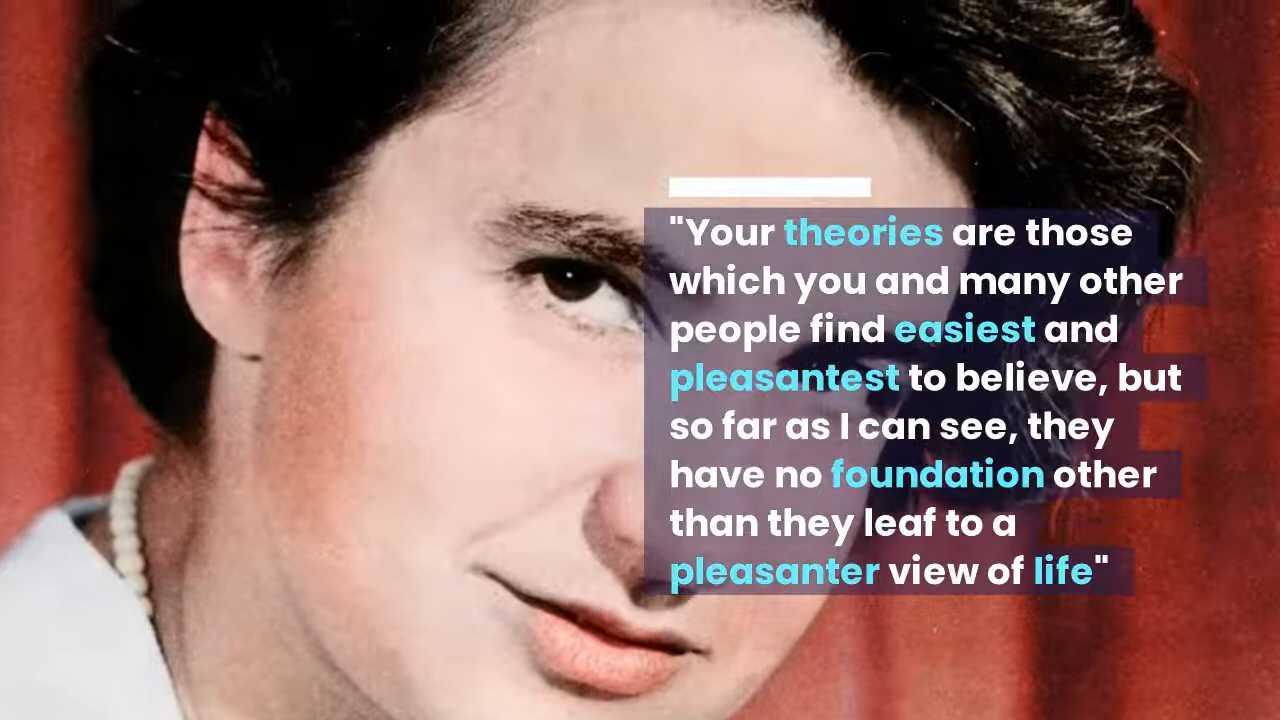 "Your theories are those
which you and many other
people find easiest and
pleasantest to believe, but
so far as I can see, they
have no foundation other
than they leaf to a
pleasanter view of life"